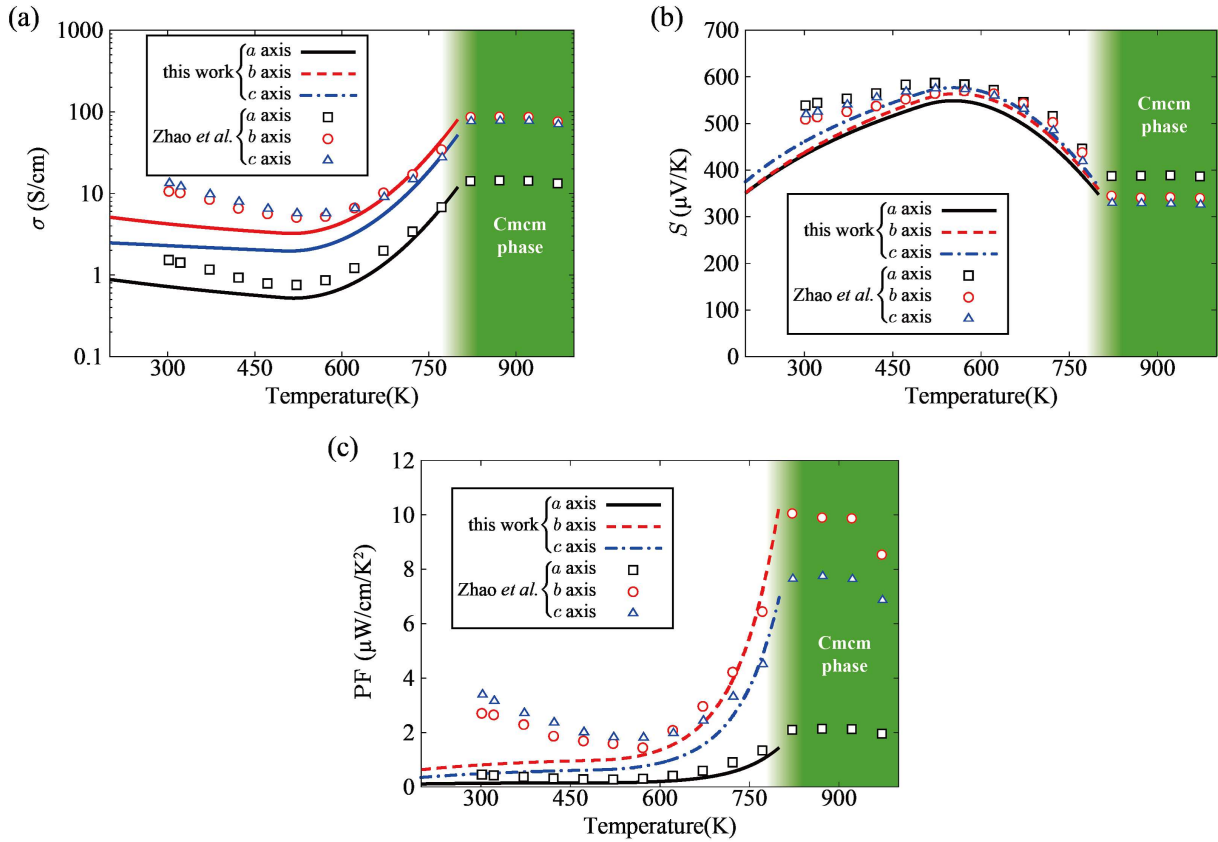 (a)
1000
100
10
1
0.1
σ (S/cm)
300 450 600 750 900
Temperature(K)
this work
a axis
b axis
c axis
Zhao et al.
a axis
b axis
c axis
Cmcm
phase
(b)
700
600
500
400
300
200
100
0
S (μV/K)
300 450 600 750 900
Temperature(K)
Cmcm
phase
this work
a axis
b axis
c axis
Zhao et al.
a axis
b axis
c axis
(c)
12
10
8
6
4
2
0
PF (μW/cm/K²)
300 450 600 750 900
Temperature(K)
this work
a axis
b axis
c axis
Zhao et al.
a axis
b axis
c axis
Cmcm
phase